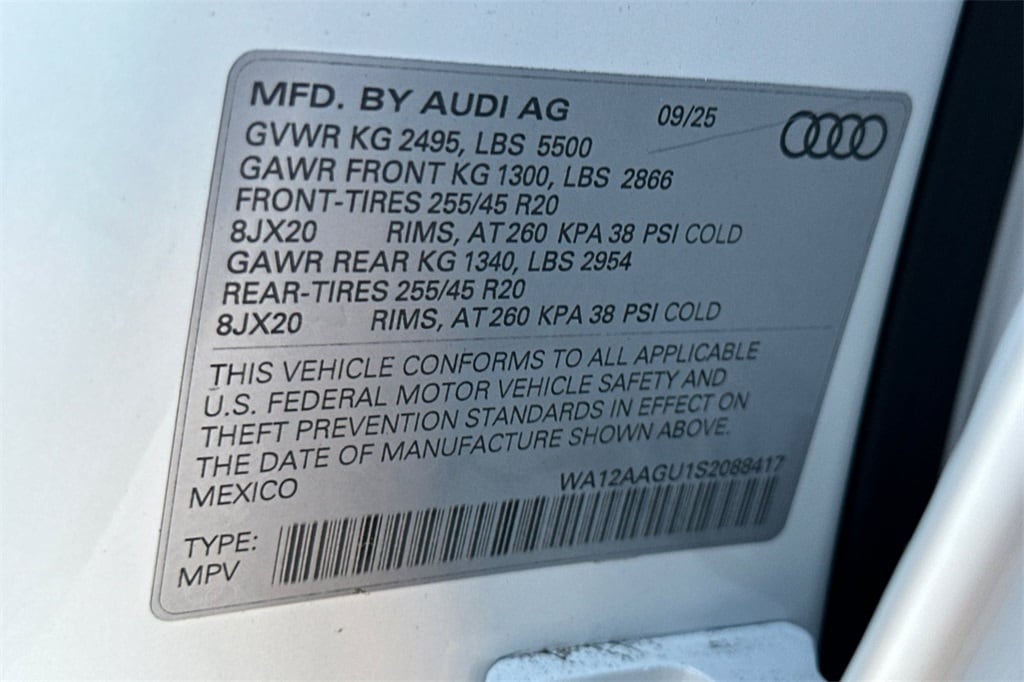 MFD. BY AUDI AG 09/25
GVWR KG 2495, LBS 5500
GAWR FRONT KG 1300, LBS 2866
FRONT-TIRES 255/45 R20
8JX20 RIMS, AT 260 KPA 38 PSI COLD
GAWR REAR KG 1340, LBS 2954
REAR-TIRES 255/45 R20
8JX20 RIMS, AT 260 KPA 38 PSI COLD
THIS VEHICLE CONFORMS TO ALL APPLICABLE
U.S. FEDERAL MOTOR VEHICLE SAFETY AND
THEFT PREVENTION STANDARDS IN EFFECT ON
THE DATE OF MANUFACTURE SHOWN ABOVE.
MEXICO WA12AAGU1S2088417
TYPE:
MPV